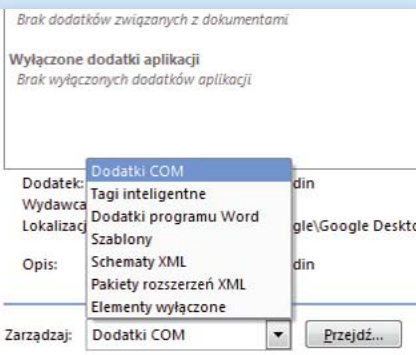 Brak dodatków związanych z dokumentami
Wyłączone dodatki aplikacji
Brak wyłączonych dodatków aplikacji
Dodatki COM
Dodatek: din
Tagi inteligentne
Wydawca
Dodatki programu Word
Lokalizacj gle\Google Deskto
Szablony
Schematy XML
Opis: din
Pakiety rozszerzeń XML
Elementy wyłączone
Zarządzaj: Dodatki COM Przejdź...